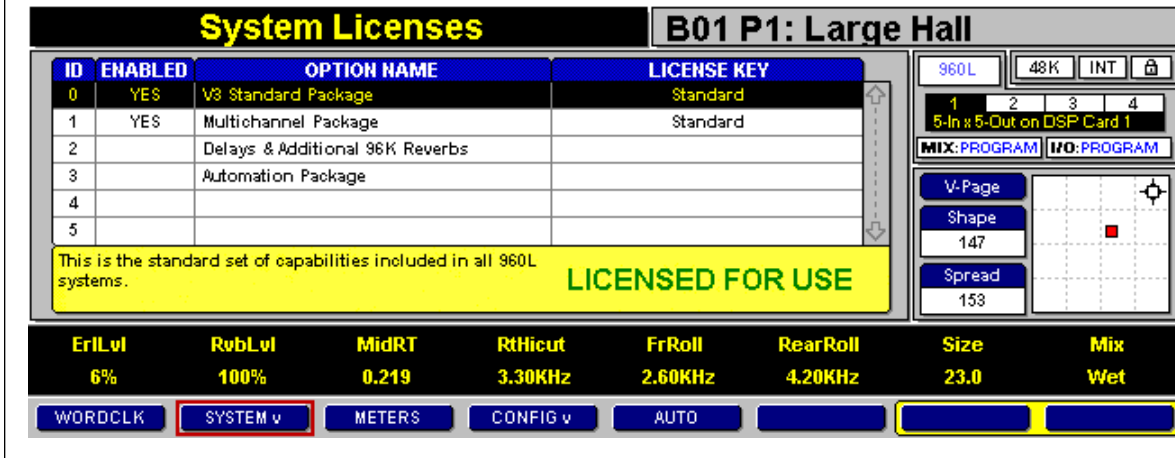 System Licenses
B01 P1: Large Hall
ID ENABLED OPTION NAME LICENSE KEY
0 YES V3 Standard Package Standard
1 YES Multichannel Package Standard
2 Delays & Additional 96K Reverbs
3 Automation Package
4
5
This is the standard set of capabilities included in all 960L
systems.
LICENSED FOR USE
960L 48K INT
1 2 3 4
5-In x 5-Out on DSP Card 1
MIX:PROGRAM I/O:PROGRAM
V-Page
Shape
147
Spread
153
ErlLvl RvbLvl MidRT RtHicut FrRoll RearRoll Size Mix
6% 100% 0.219 3.30KHz 2.60KHz 4.20KHz 23.0 Wet
WORDCLK SYSTEM v METERS CONFIG v AUTO